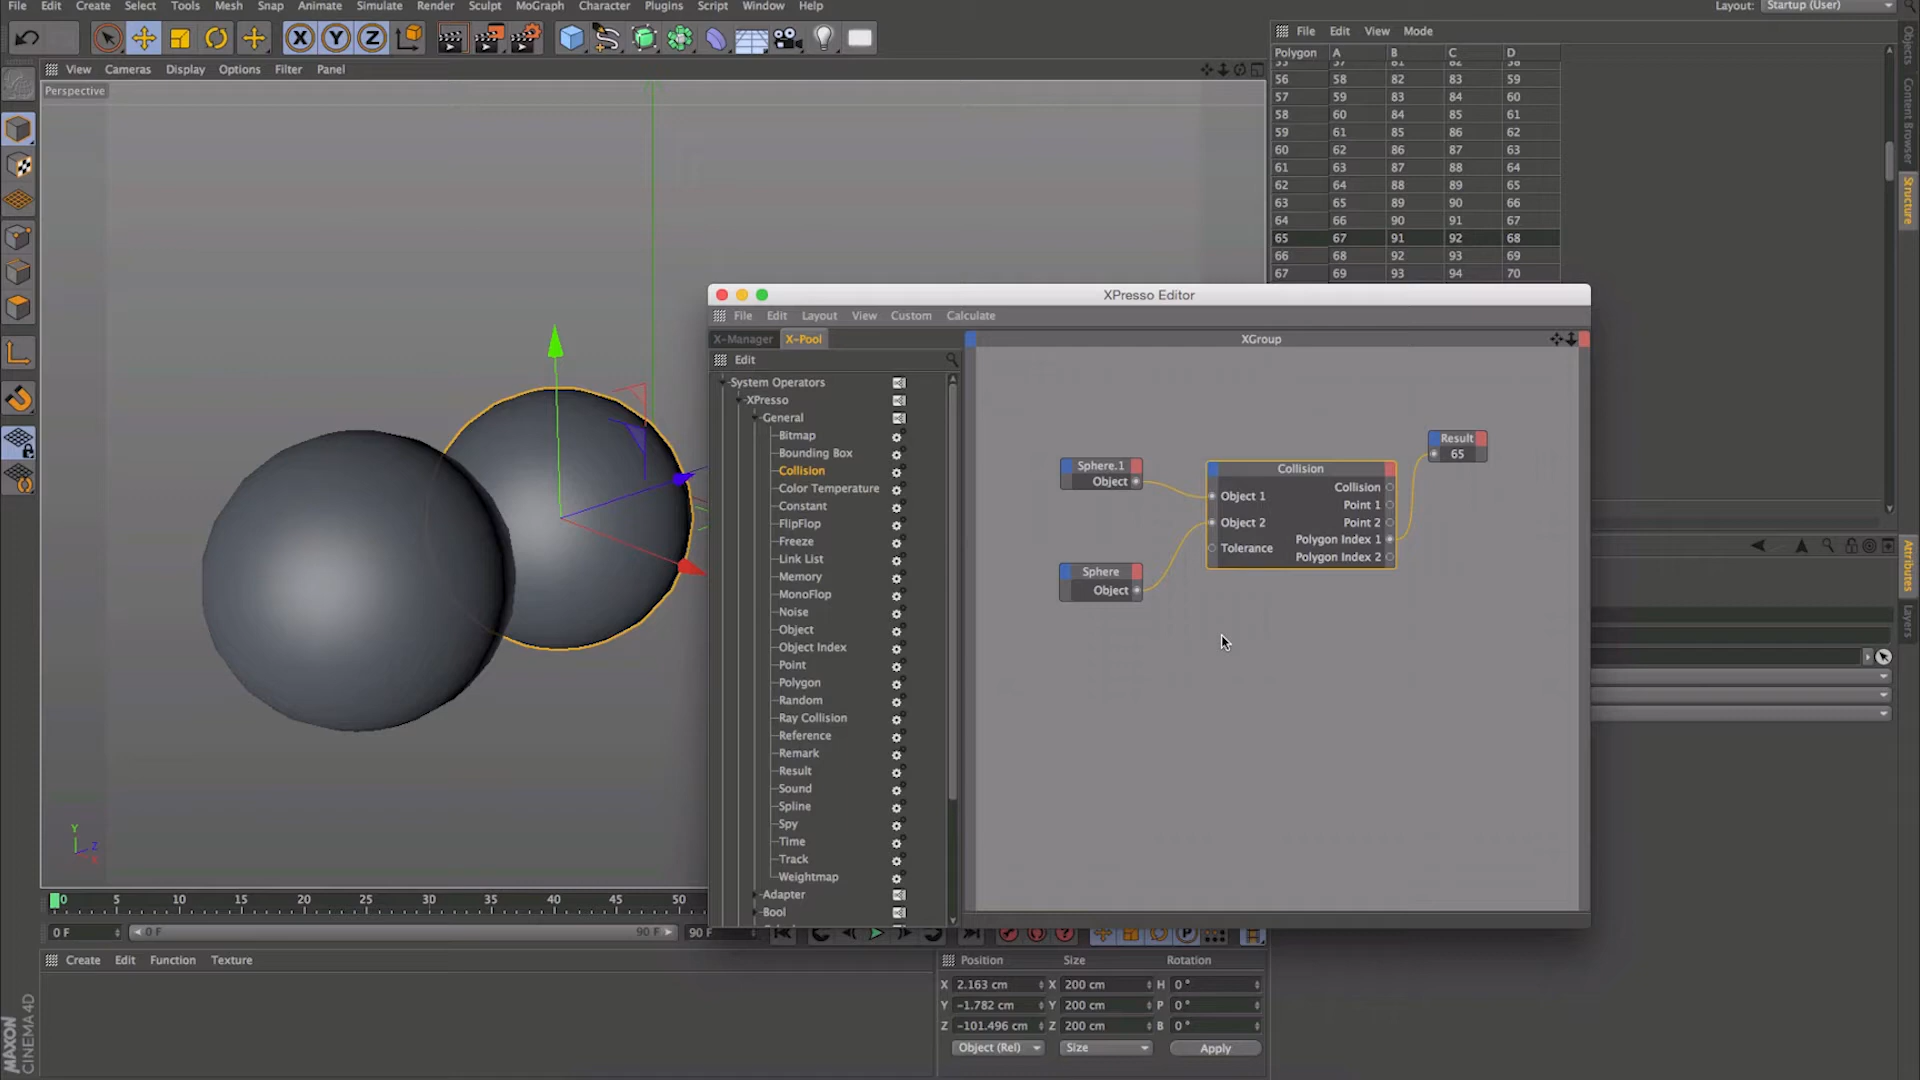 File Edit Create Select Tools Mesh Snap Animate Simulate Render Sculpt MoGraph Character Plugins Script Window Help
Layout: Startup (User)
X Y Z
View Cameras Display Options Filter Panel
Perspective
File Edit View Mode
Polygon A B C D
55 57 81 82 58
56 58 82 83 59
57 59 83 84 60
58 60 84 85 61
59 61 85 86 62
60 62 86 87 63
61 63 87 88 64
62 64 88 89 65
63 65 89 90 66
64 66 90 91 67
65 67 91 92 68
66 68 92 93 69
67 69 93 94 70
Objects
Content Browser
Structure
Attributes
Layers
XPresso Editor
File Edit Layout View Custom Calculate
X-Manager X-Pool
Edit
System Operators
XPresso
General
Bitmap
Bounding Box
Collision
Color Temperature
Constant
FlipFlop
Freeze
Link List
Memory
MonoFlop
Noise
Object
Object Index
Point
Polygon
Random
Ray Collision
Reference
Remark
Result
Sound
Spline
Spy
Time
Track
Weightmap
Adapter
Bool
XGroup
Sphere.1
Object
Sphere
Object
Collision
Object 1
Object 2
Tolerance
Collision
Point 1
Point 2
Polygon Index 1
Polygon Index 2
Result
65
Y
Z
0 5 10 15 20 25 30 35 40 45 50
0 F
0 F 90 F
90 F
P
Create Edit Function Texture
Position Size Rotation
X 2.163 cm X 200 cm H 0 °
Y -1.782 cm Y 200 cm P 0 °
Z -101.496 cm Z 200 cm B 0 °
Object (Rel) Size Apply
MAXON
CINEMA 4D